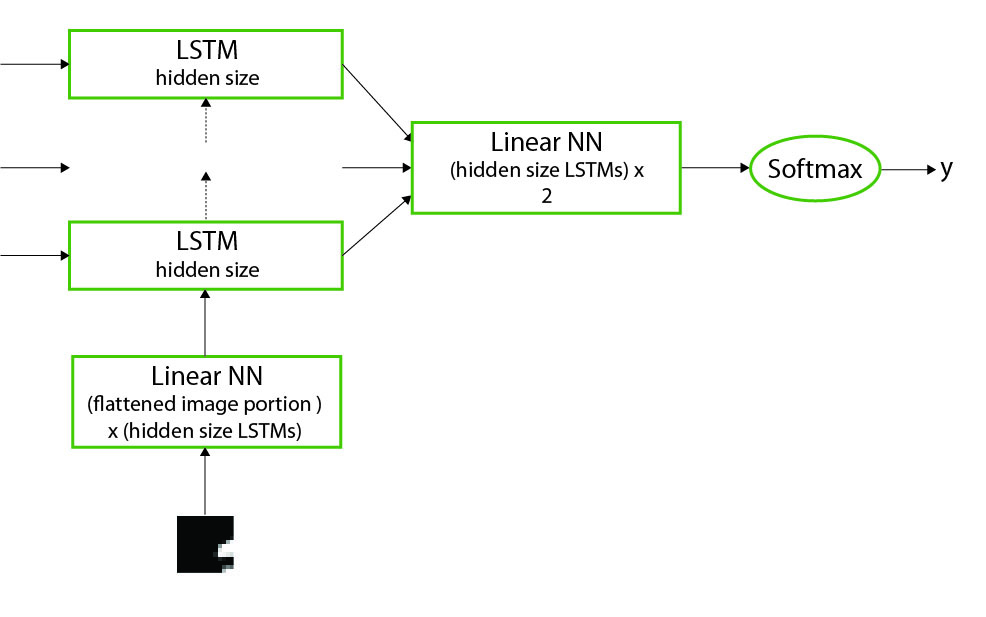 LSTM
hidden size
Linear NN
(hidden size LSTMs) x
2
Softmax
y
LSTM
hidden size
Linear NN
(flattened image portion )
x (hidden size LSTMs)